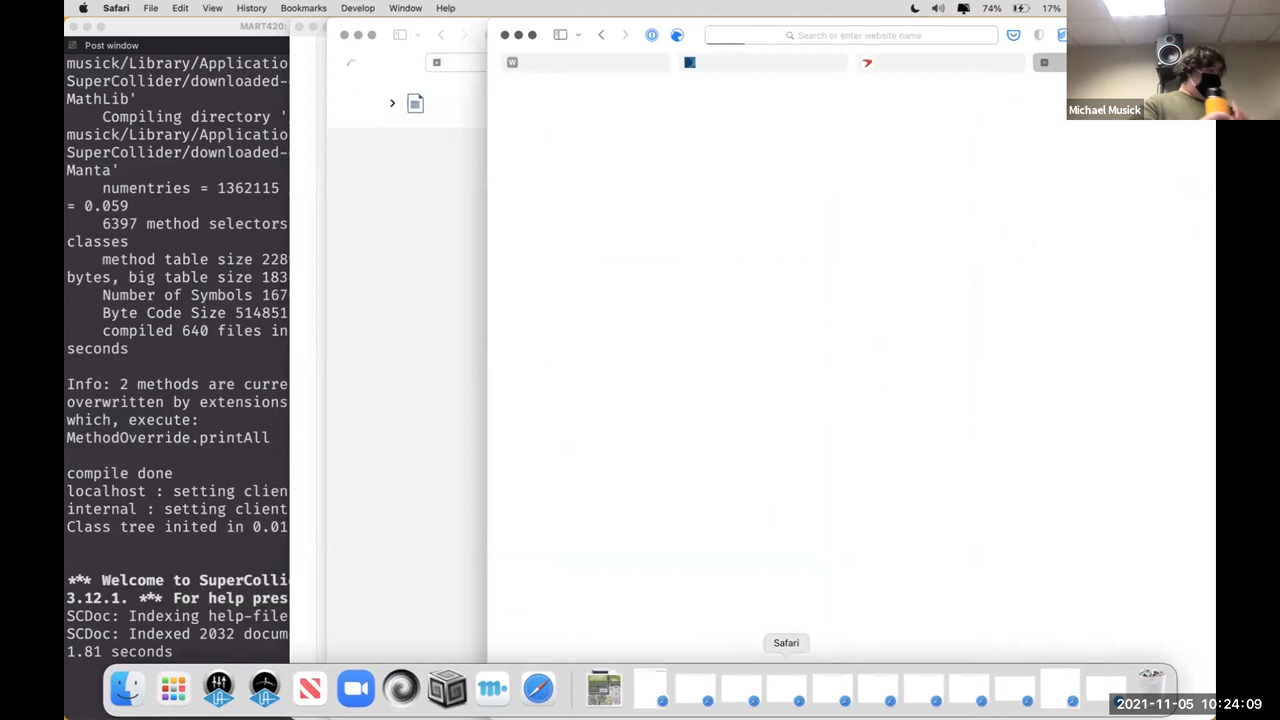 Safari File Edit View History Bookmarks Develop Window Help 74% 17%
MART420:
Post window
Search or enter website name
Michael Musick
musick/Library/Applicatio
SuperCollider/downloaded-
MathLib'
Compiling directory '
musick/Library/Applicatio
SuperCollider/downloaded-
Manta'
numentries = 1362115
= 0.059
6397 method selectors
classes
method table size 228
bytes, big table size 183
Number of Symbols 167
Byte Code Size 514851
compiled 640 files in
seconds
Info: 2 methods are curre
overwritten by extensions
which, execute:
MethodOverride.printAll
compile done
localhost : setting clien
internal : setting client
Class tree inited in 0.01
*** Welcome to SuperColli
3.12.1. *** For help pres
SCDoc: Indexing help-file
SCDoc: Indexed 2032 docum
1.81 seconds
Safari
2021-11-05 10:24:09